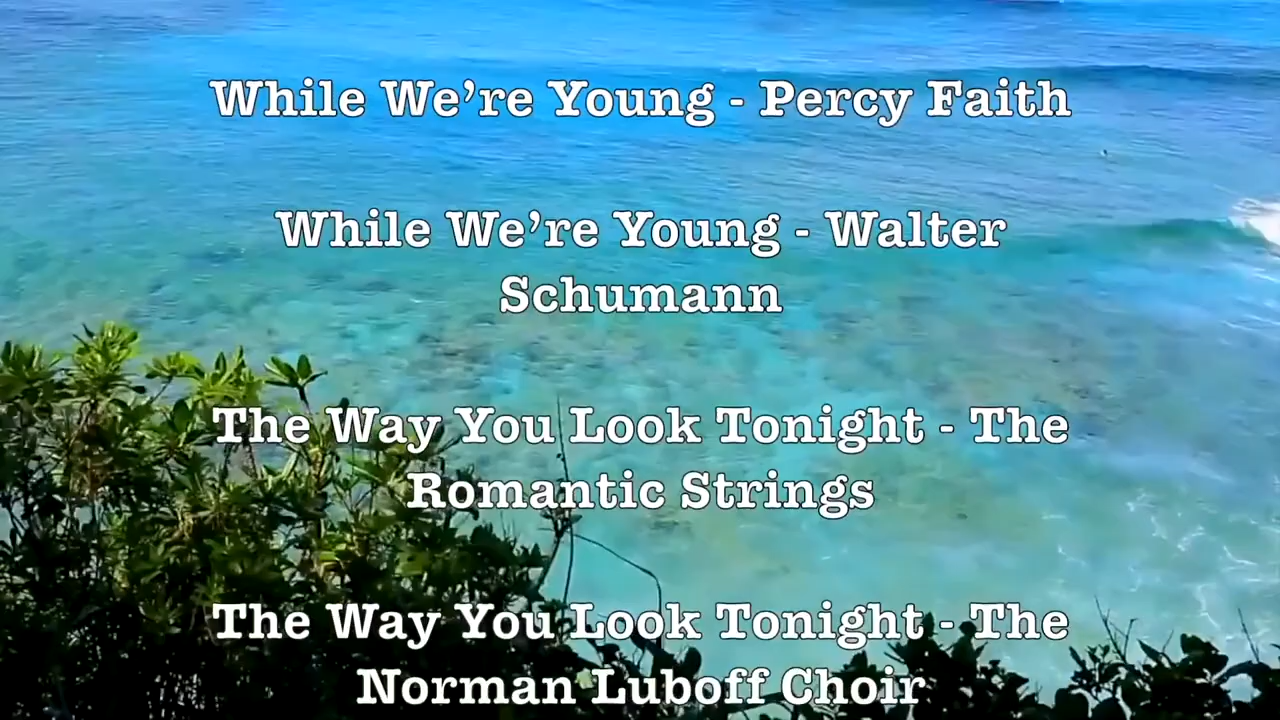 While We’re Young - Percy Faith
While We’re Young - Walter
Schumann
The Way You Look Tonight - The
Romantic Strings
The Way You Look Tonight - The
Norman Luboff Choir